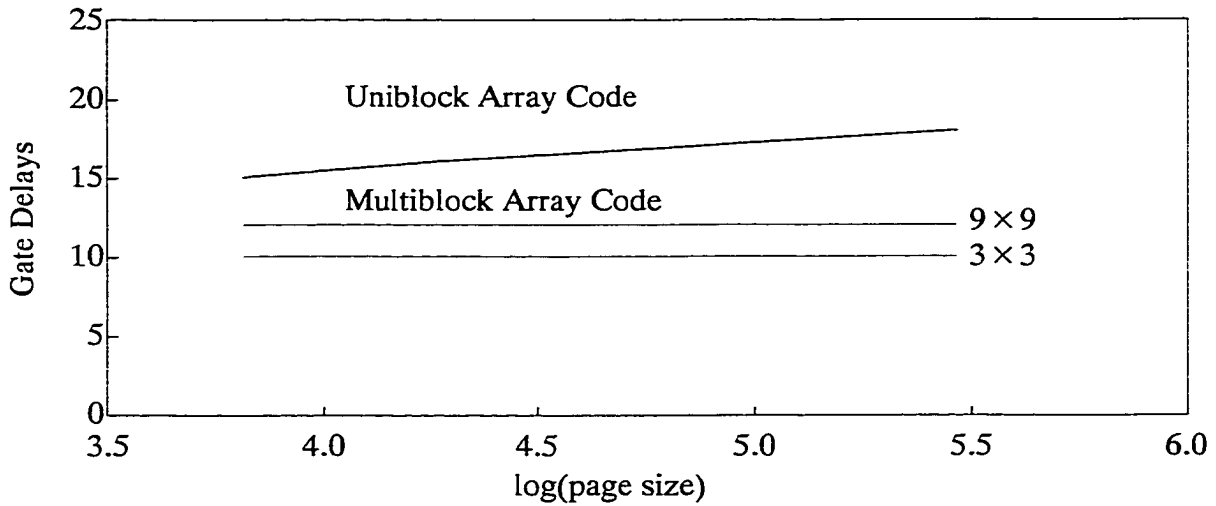 25
20
15
10
5
0
Gate Delays
Uniblock Array Code
Multiblock Array Code
9 × 9
3 × 3
3.5 4.0 4.5 5.0 5.5 6.0
log(page size)